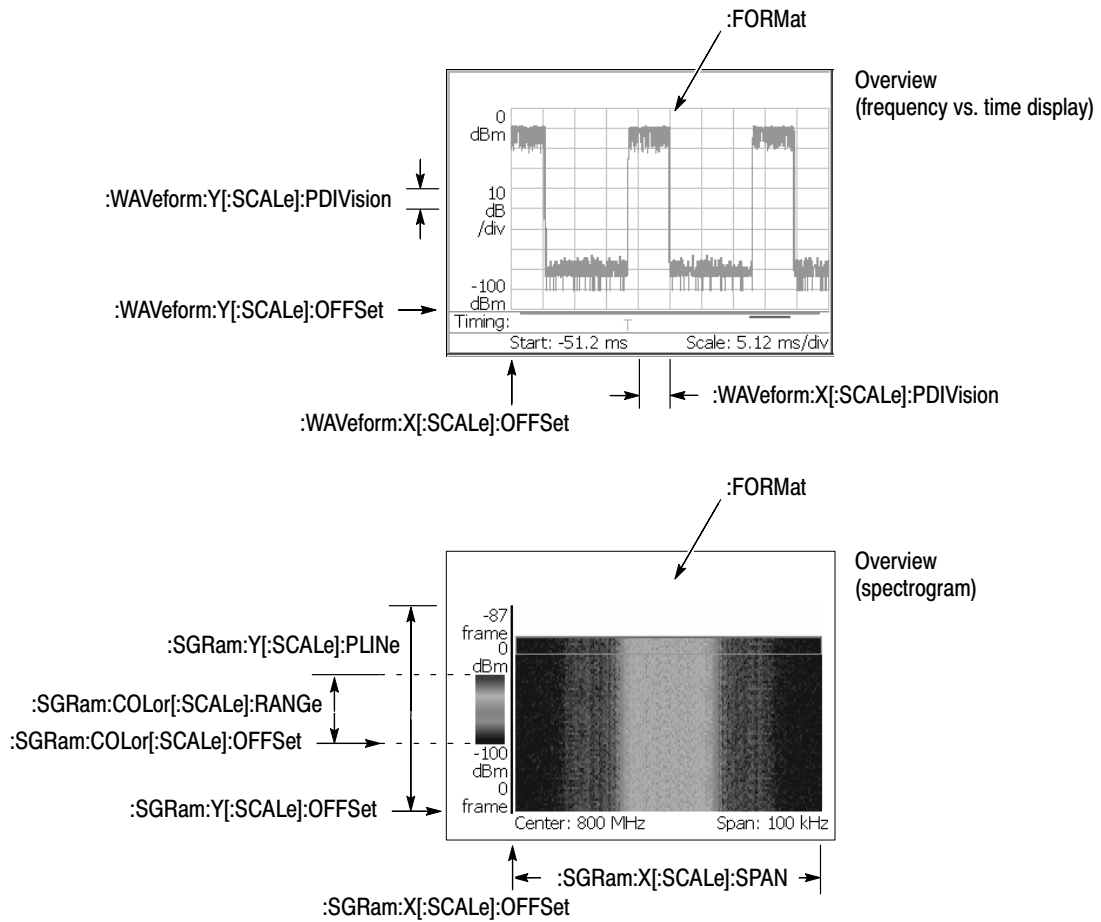 :FORMat
Overview
(frequency vs. time display)
0
dBm
:WAVeform:Y[:SCALe]:PDIVision
10
dB
/div
-100
dBm
:WAVeform:Y[:SCALe]:OFFSet
Timing:
T
Start: -51.2 ms
Scale: 5.12 ms/div
:WAVeform:X[:SCALe]:PDIVision
:WAVeform:X[:SCALe]:OFFSet
:FORMat
Overview
(spectrogram)
-87
frame
:SGRam:Y[:SCALe]:PLINe
0
dBm
:SGRam:COLor[:SCALe]:RANGe
:SGRam:COLor[:SCALe]:OFFSet
-100
dBm
0
frame
:SGRam:Y[:SCALe]:OFFSet
Center: 800 MHz
Span: 100 kHz
:SGRam:X[:SCALe]:SPAN
:SGRam:X[:SCALe]:OFFSet